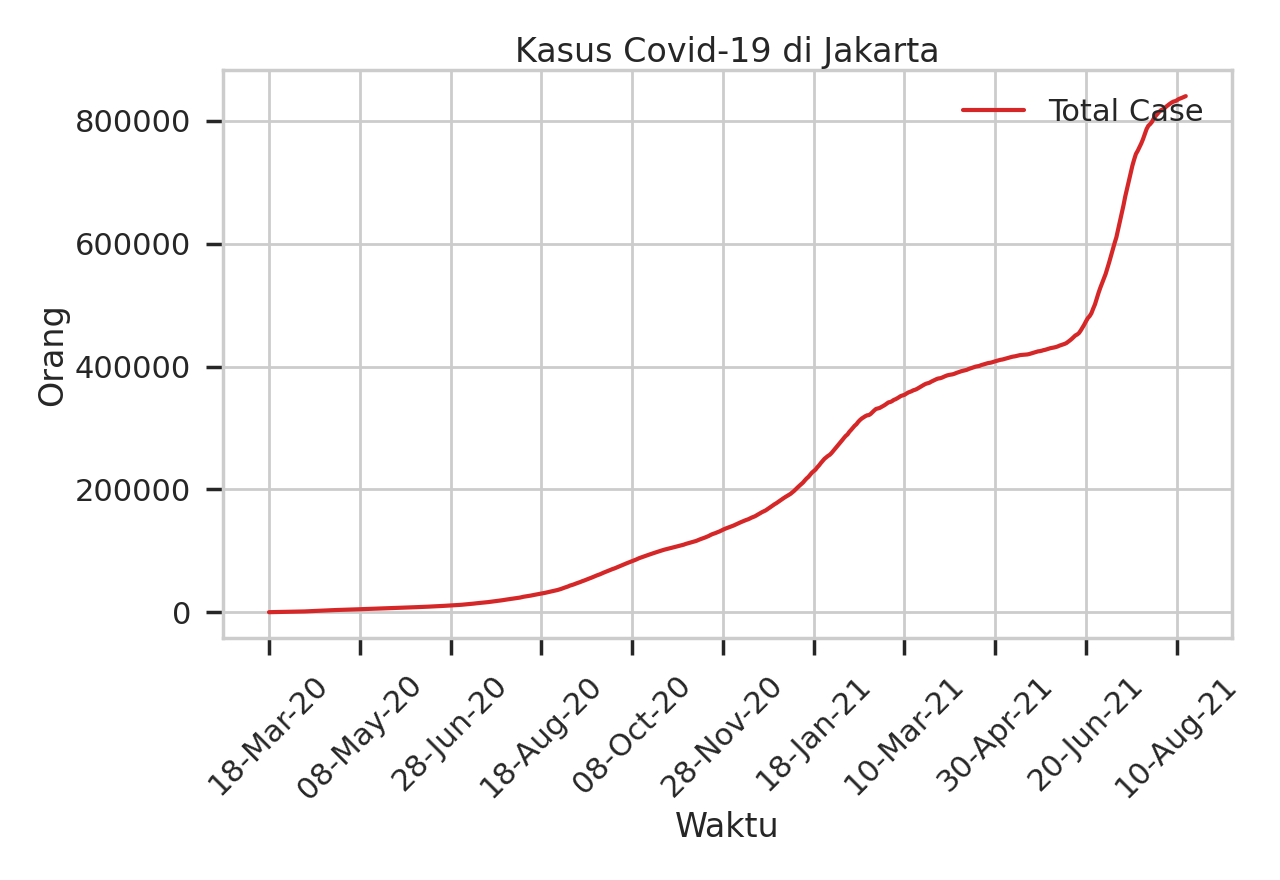 Kasus Covid-19 di Jakarta
Total Case
800000
600000
400000
200000
0
Orang
18-Mar-20
08-May-20
28-Jun-20
18-Aug-20
08-Oct-20
28-Nov-20
18-Jan-21
10-Mar-21
30-Apr-21
20-Jun-21
10-Aug-21
Waktu